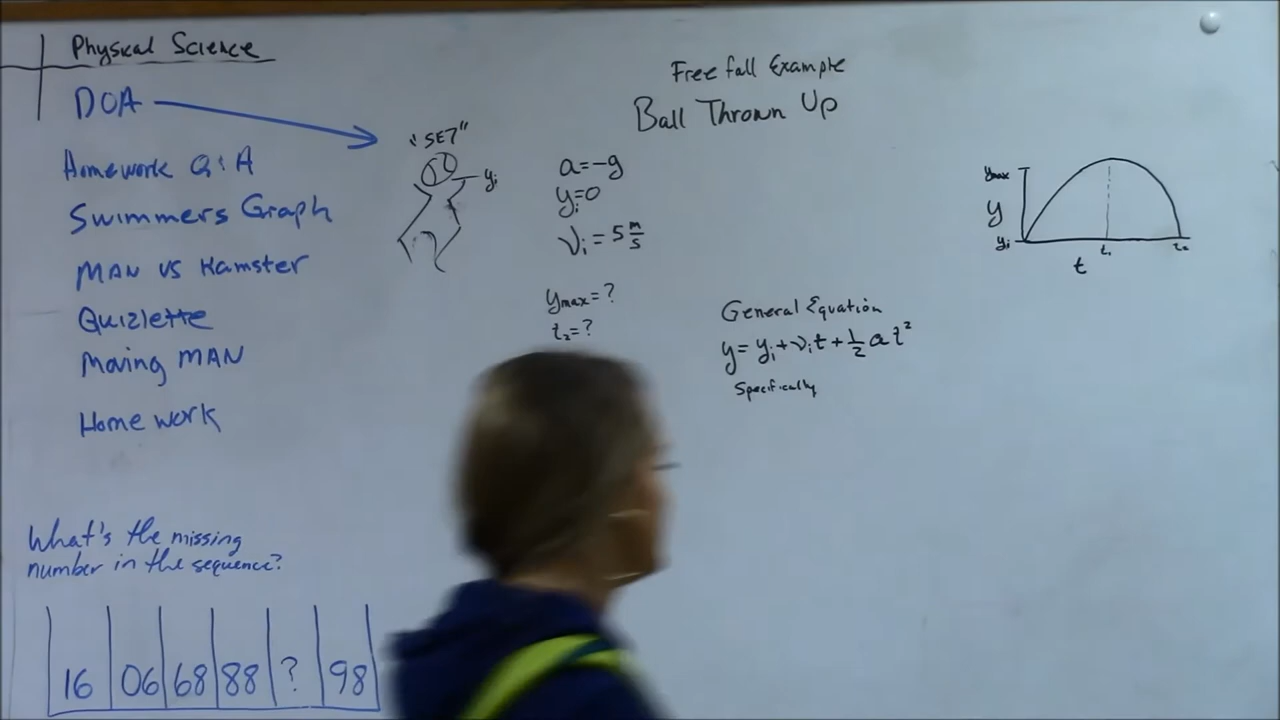 Physical Science
DOA
Homework Q & A
Swimmers Graph
MAN vs Hamster
Quizlette
Moving MAN
Home work
What's the missing
number in the sequence?
16 06 68 88 ? 98
"SET"
yᵢ
Free fall Example
Ball Thrown Up
a=-g
yᵢ=0
vᵢ = 5 m/s
ymax = ?
t₂ = ?
General Equation
y = yᵢ + vᵢt + ½ at²
Specifically
ymax
y
yᵢ
t₁
t₂
t